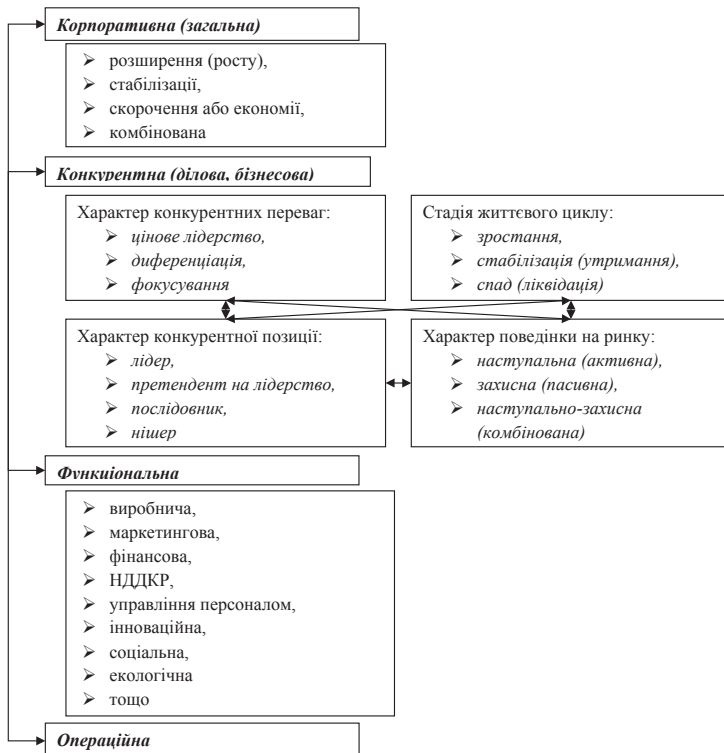 Корпоративна (загальна)
➢ розширення (росту),
➢ стабілізації,
➢ скорочення або економії,
➢ комбінована
Конкурентна (ділова, бізнесова)
Характер конкурентних переваг:
➢ цінове лідерство,
➢ диференціація,
➢ фокусування
Стадія життєвого циклу:
➢ зростання,
➢ стабілізація (утримання),
➢ спад (ліквідація)
Характер конкурентної позиції:
➢ лідер,
➢ претендент на лідерство,
➢ послідовник,
➢ нішер
Характер поведінки на ринку:
➢ наступальна (активна),
➢ захисна (пасивна),
➢ наступально-захисна
(комбінована)
Функціональна
➢ виробнича,
➢ маркетингова,
➢ фінансова,
➢ НДДКР,
➢ управління персоналом,
➢ інноваційна,
➢ соціальна,
➢ екологічна
➢ тощо
Операційна